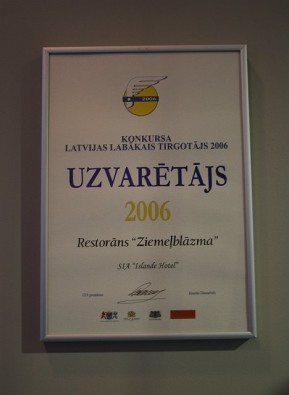 KONKURSA
LATVIJAS LABĀKAIS TIRGOTĀJS 2006
UZVARĒTĀJS
2006
Restorāns "Ziemeļblāzma"
SIA "Islande Hotel"